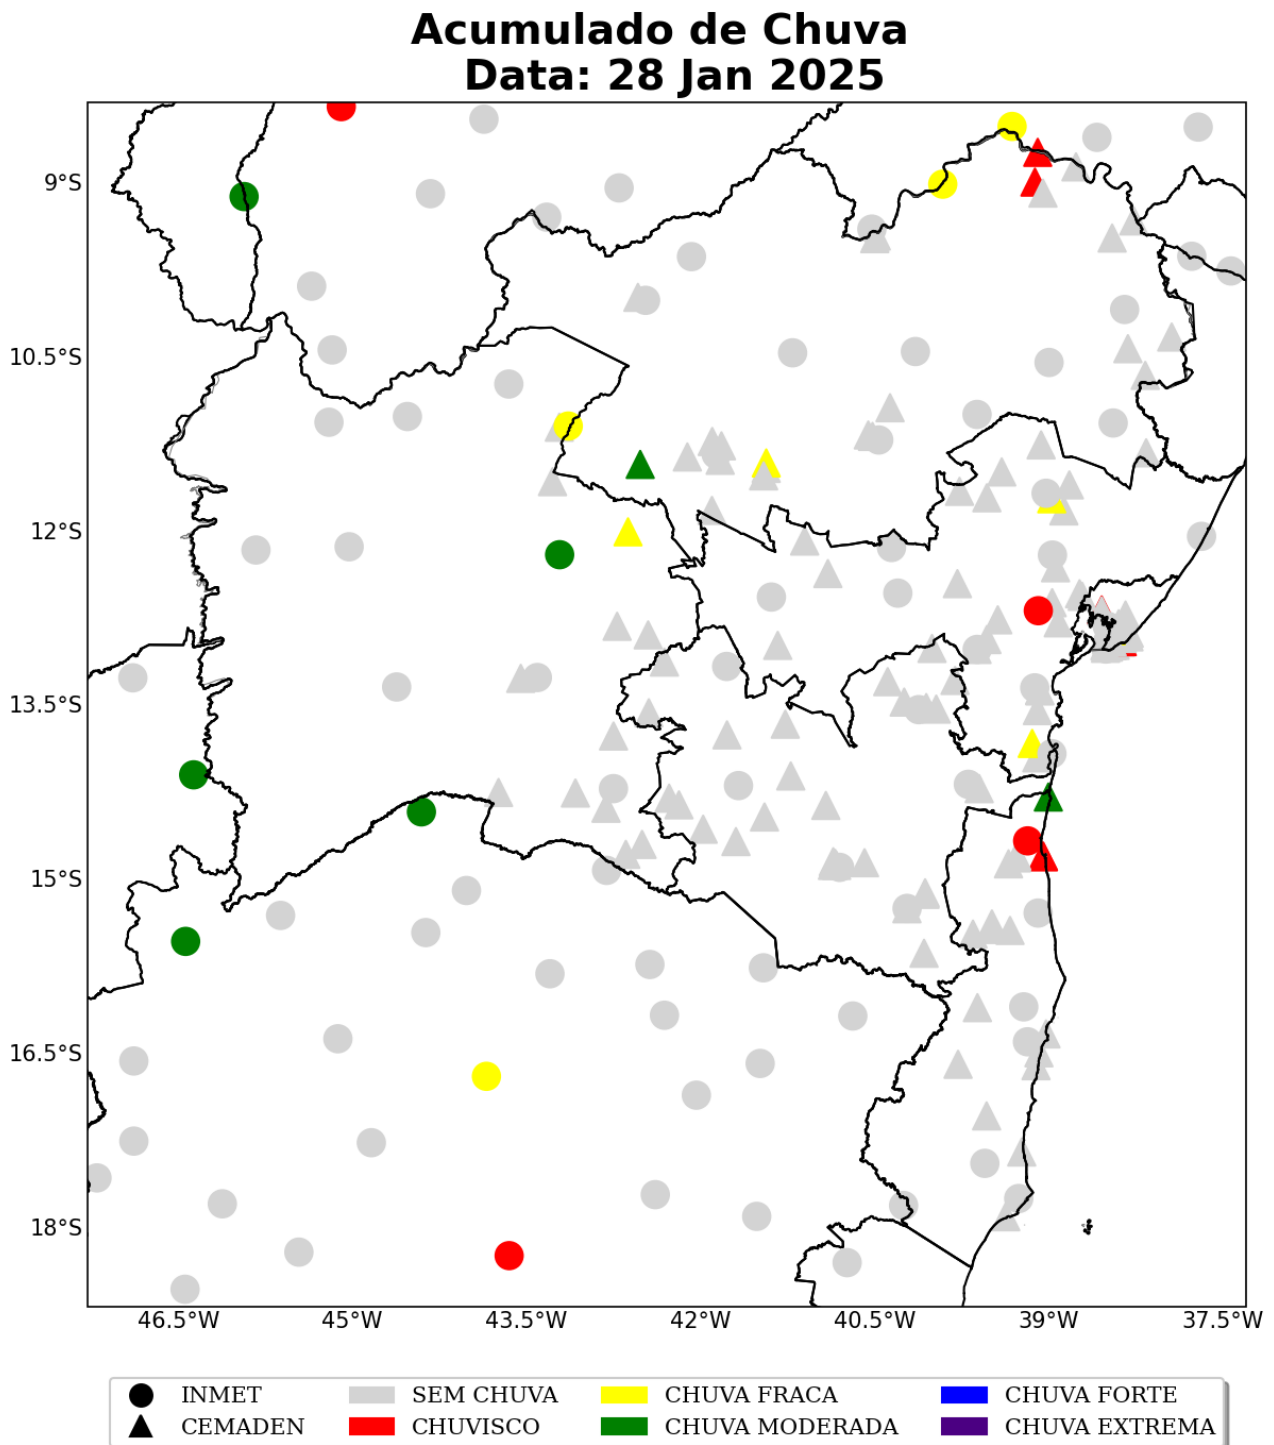 Acumulado de Chuva
Data: 28 Jan 2025
9°S
10.5°S
12°S
13.5°S
15°S
16.5°S
18°S
46.5°W 45°W 43.5°W 42°W 40.5°W 39°W 37.5°W
INMET SEM CHUVA CHUVA FRACA CHUVA FORTE
CEMADEN CHUVISCO CHUVA MODERADA CHUVA EXTREMA